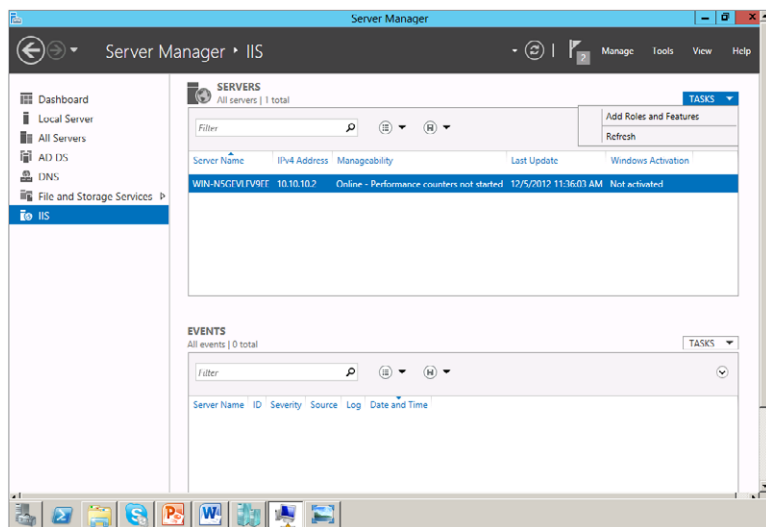 Server Manager
Server Manager • IIS
2
Manage Tools View Help
Dashboard
Local Server
All Servers
AD DS
DNS
File and Storage Services
IIS
SERVERS
All servers | 1 total
TASKS
Add Roles and Features
Refresh
Filter
Server Name IPv4 Address Manageability Last Update Windows Activation
WIN-N5GEVLFV9EE 10.10.10.2 Online - Performance counters not started 12/5/2012 11:36:03 AM Not activated
EVENTS
All events | 0 total
TASKS
Filter
Server Name ID Severity Source Log Date and Time